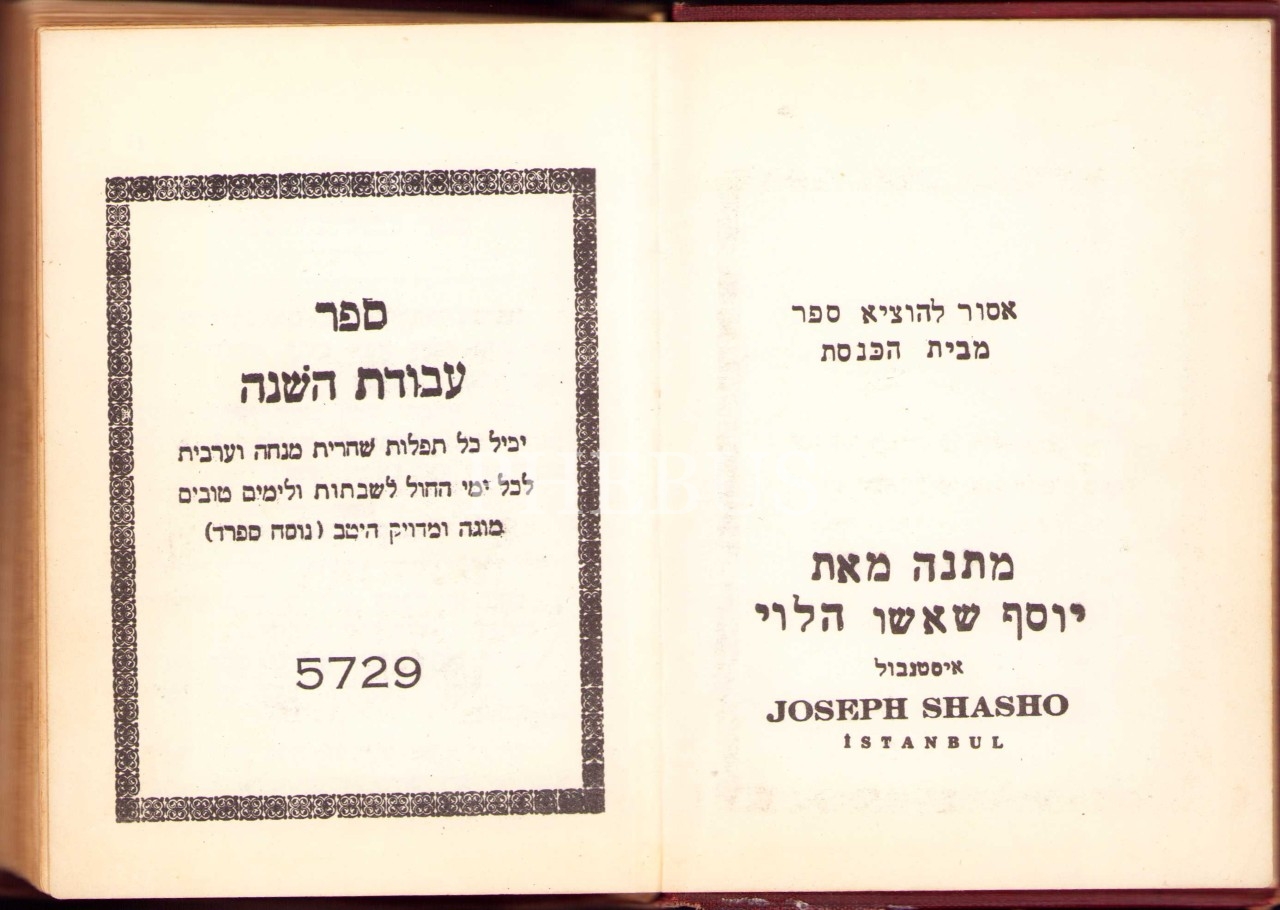 אסור להוציא ספר
מבית הכנסת
מתנה מאת
יוסף שאשו הלוי
איסטנבול
JOSEPH SHASHO
İSTANBUL
ספר
עבודת השנה
יכיל כל תפלות שחרית מנחה וערבית
לכל ימי החול לשבתות ולימים טובים
מוגה ומדויק היטב (נוסח ספרד)
5729